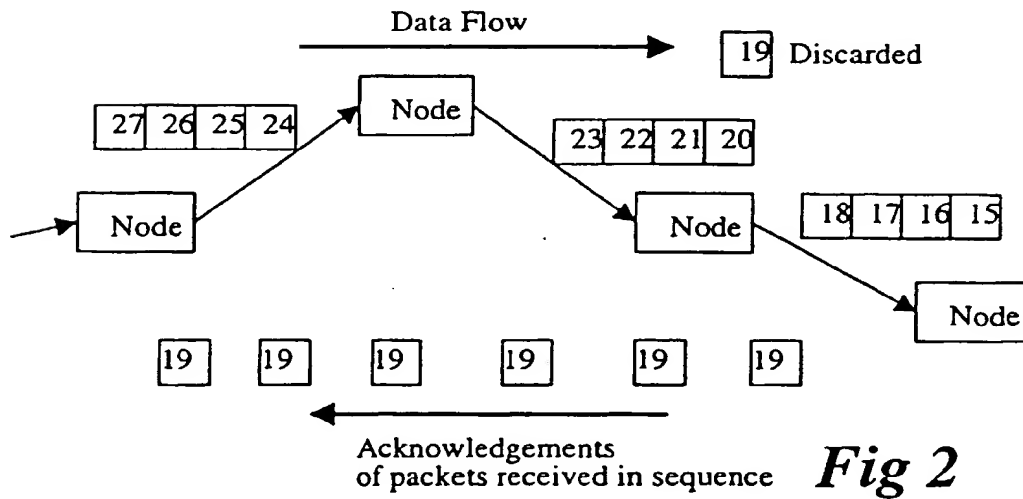 Data Flow
19 Discarded
Node
27 26 25 24
23 22 21 20
Node
Node
18 17 16 15
Node
19 19 19 19 19 19
Acknowledgements
of packets received in sequence
Fig 2